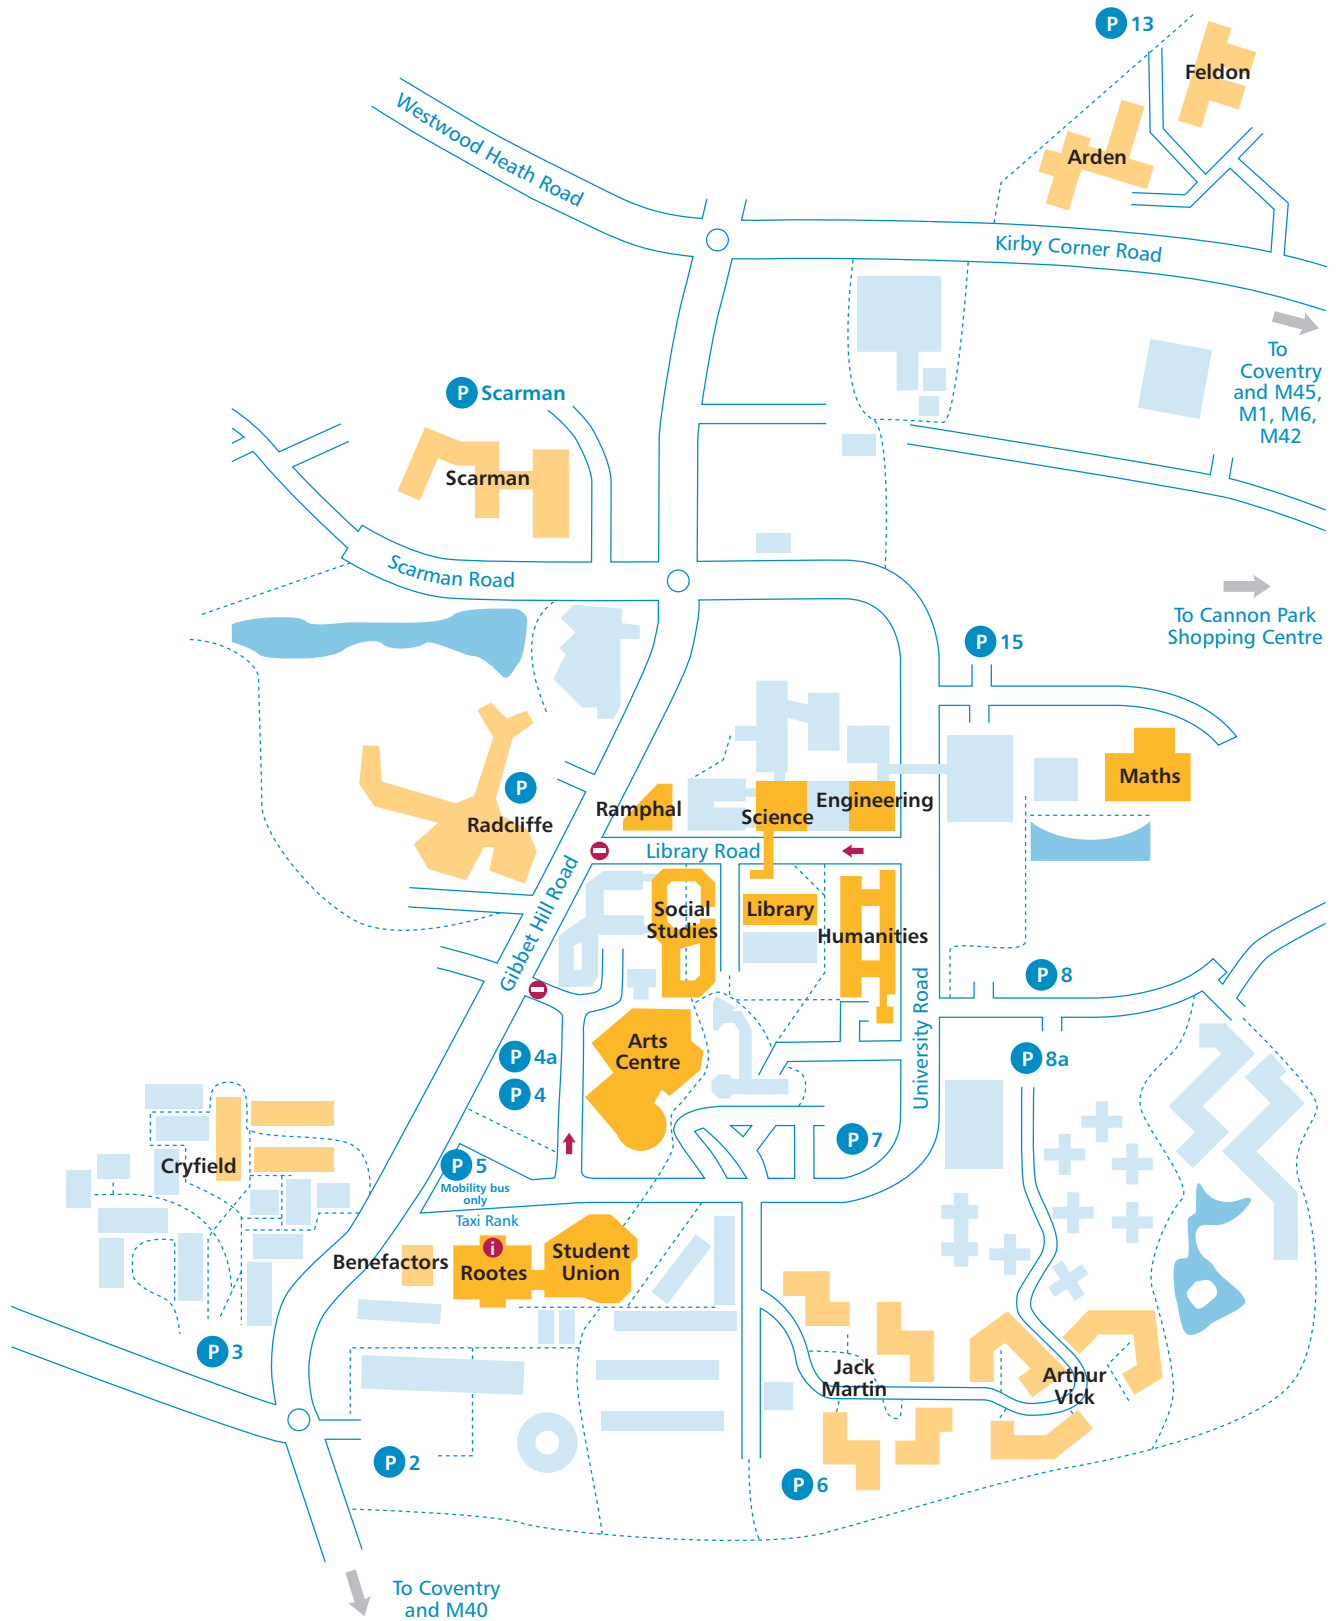 P 13
Feldon
Arden
Westwood Heath Road
Kirby Corner Road
To
Coventry
and M45,
M1, M6,
M42
P Scarman
Scarman
Scarman Road
To Cannon Park
Shopping Centre
P 15
Maths
P
Radcliffe
Ramphal
Science
Engineering
Library Road
Gibbet Hill Road
Social
Studies
Library
Humanities
University Road
P 8
P 8a
Arts
Centre
P 4a
P 4
P 7
P 5
Mobility bus
only
Taxi Rank
Cryfield
Benefactors
i
Rootes
Student
Union
P 3
Jack
Martin
Arthur
Vick
P 2
P 6
To Coventry
and M40